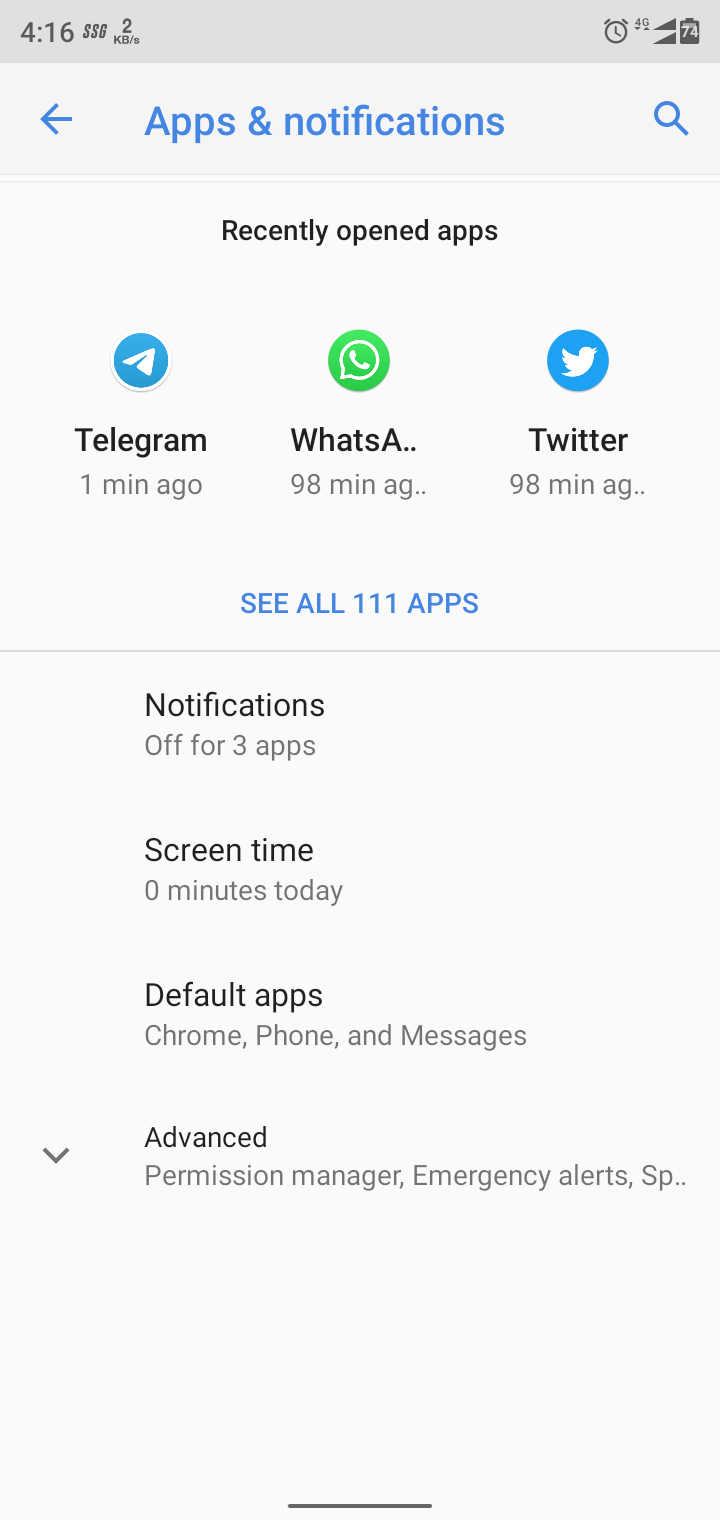 4:16 SSG 2 KB/s 4G 74
Apps & notifications
Recently opened apps
Telegram WhatsA.. Twitter
1 min ago 98 min ag.. 98 min ag..
SEE ALL 111 APPS
Notifications
Off for 3 apps
Screen time
0 minutes today
Default apps
Chrome, Phone, and Messages
Advanced
Permission manager, Emergency alerts, Sp..